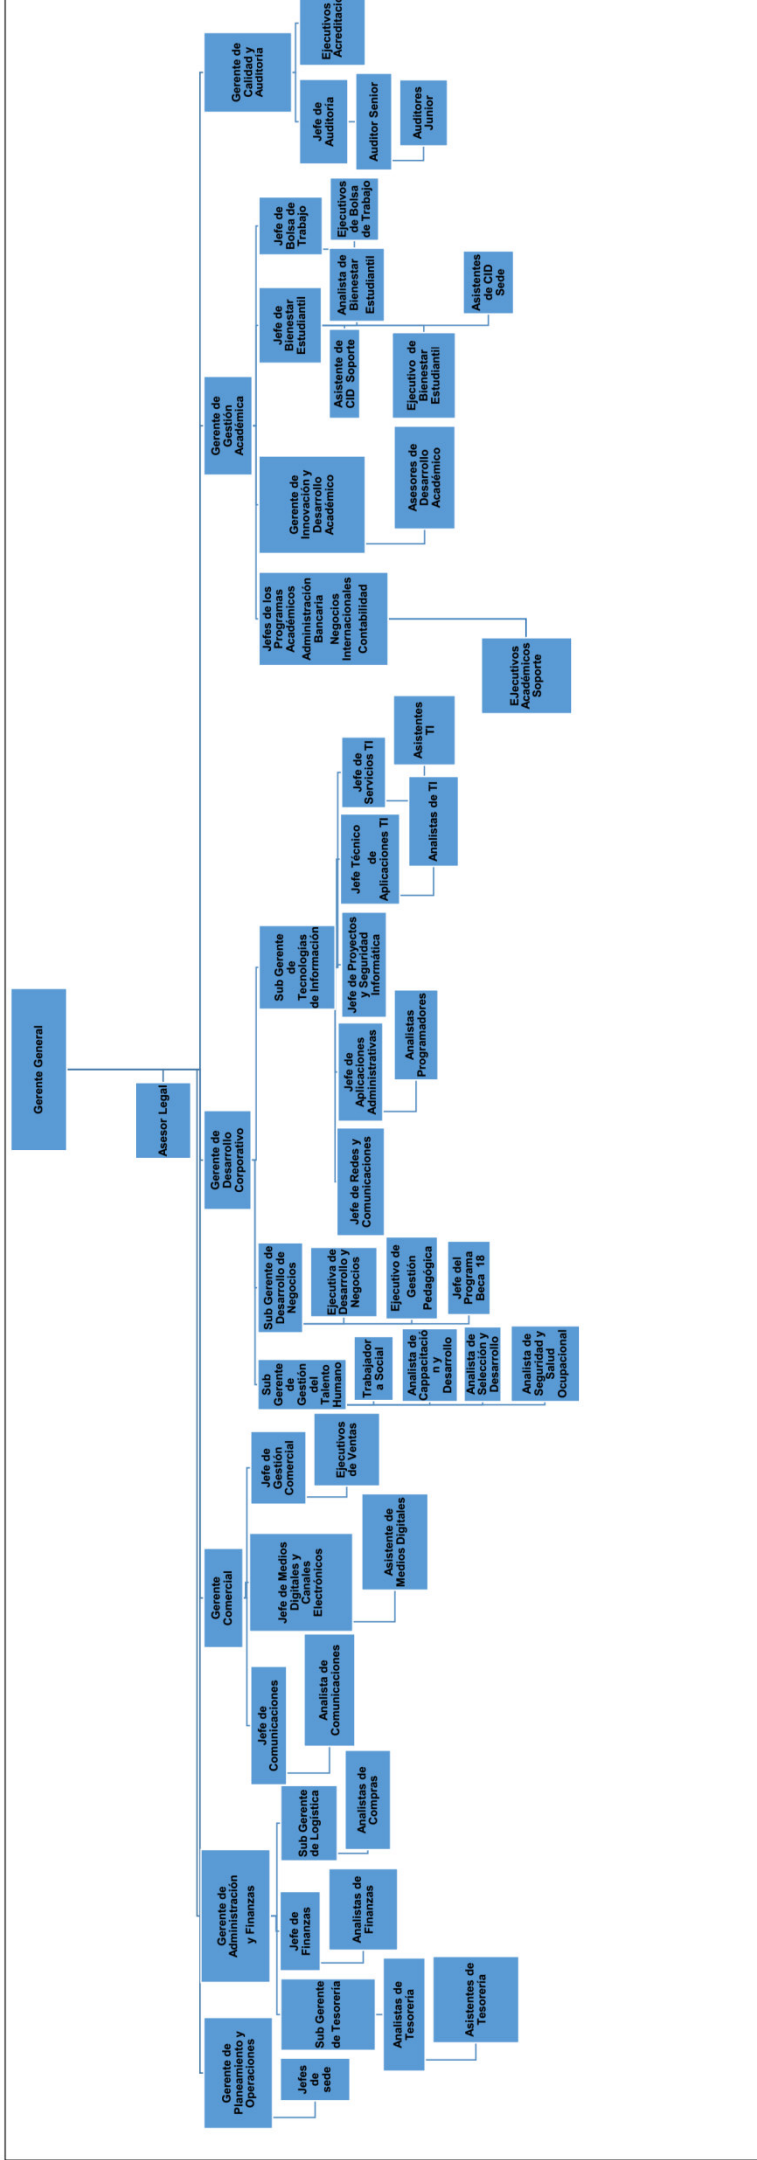 Gerente General
Asesor Legal
Gerente de
Planeamiento y
Operaciones
Jefes
de
sede
Gerente de
Administración
y Finanzas
Sub Gerente
de Tesorería
Analistas de
Tesorería
Asistentes de
Tesorería
Jefe de
Finanzas
Analistas de
Finanzas
Sub Gerente
de Logística
Analistas de
Compras
Gerente
Comercial
Jefe de
Comunicaciones
Analista de
Comunicaciones
Jefe de Medios
Digitales y
Canales
Electrónicos
Asistente de
Medios Digitales
Jefe de
Gestión
Comercial
Ejecutivos
de Ventas
Gerente de
Desarrollo
Corporativo
Sub
Gerente
de
Gestión
del
Talento
Humano
Trabajador
a Social
Analista de
Cappacitació
n y
Desarrollo
Analista de
Selección y
Desarrollo
Analista de
Seguridad y
Salud
Ocupacional
Sub Gerente de
Desarrollo de
Negocios
Ejecutiva de
Desarrollo y
Negocios
Ejecutivo de
Gestión
Pedagógica
Jefe del
Programa
Beca 18
Sub Gerente
de
Tecnologías
de Información
Jefe de Redes y
Comunicaciones
Jefe de
Aplicaciones
Administrativas
Analistas
Programadores
Jefe de Proyectos
y Seguridad
Informática
Jefe Técnico
de
Aplicaciones TI
Analistas de TI
Jefe de
Servicios TI
Asistentes
TI
Gerente de
Gestión
Académica
Jefes de los
Programas
Académicos
Administración
Bancaria
Negocios
Internacionales
Contabilidad
EJecutivos
Académicos
Soporte
Gerente de
Innovación y
Desarrollo
Académico
Asesores de
Desarrollo
Académico
Jefe de
Bienestar
Estudiantil
Asistente de
CID Soporte
Analista de
Bienestar
Estudiantil
Ejecutivo de
Bienestar
Estudiantil
Asistentes
de CID
Sede
Jefe de
Bolsa de
Trabajo
Ejecutivos
de Bolsa
de Trabajo
Gerente de
Calidad y
Auditoría
Jefe de
Auditoría
Auditor Senior
Auditores
Junior
Ejecutivos
Acreditació